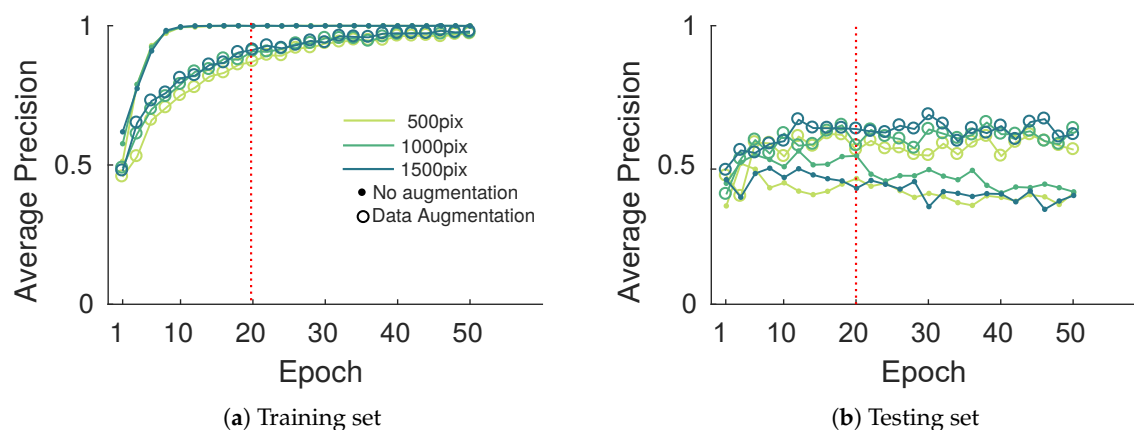 1
0.5
0
Average Precision
1 10 20 30 40 50
Epoch
500pix
1000pix
1500pix
No augmentation
Data Augmentation
(a) Training set
1
0.5
0
Average Precision
1 10 20 30 40 50
Epoch
(b) Testing set